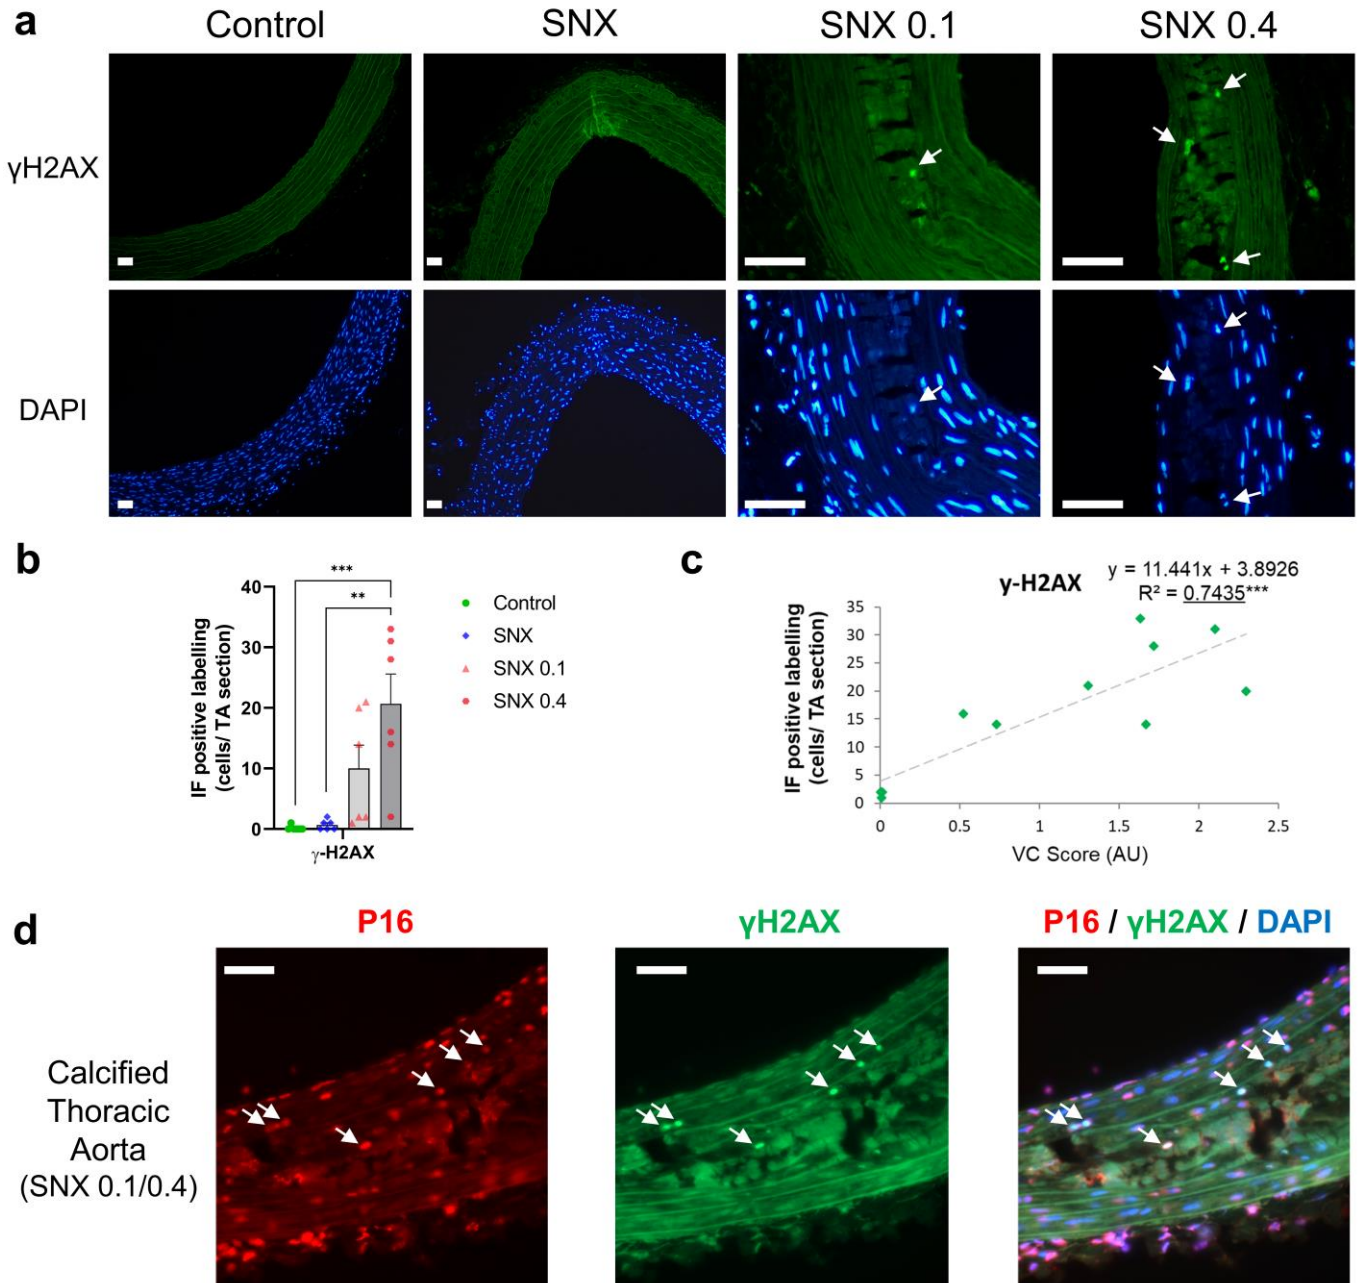 a
Control
SNX
SNX 0.1
SNX 0.4
γH2AX
DAPI
b
***
**
40
30
20
10
0
IF positive labelling
(cells/ TA section)
γ-H2AX
Control
SNX
SNX 0.1
SNX 0.4
c
γ-H2AX
y = 11.441x + 3.8926
R² = 0.7435***
35
30
25
20
15
10
5
0
IF positive labelling
(cells/ TA section)
0
0.5
1
1.5
2
2.5
VC Score (AU)
d
P16
γH2AX
P16 / γH2AX / DAPI
Calcified
Thoracic
Aorta
(SNX 0.1/0.4)